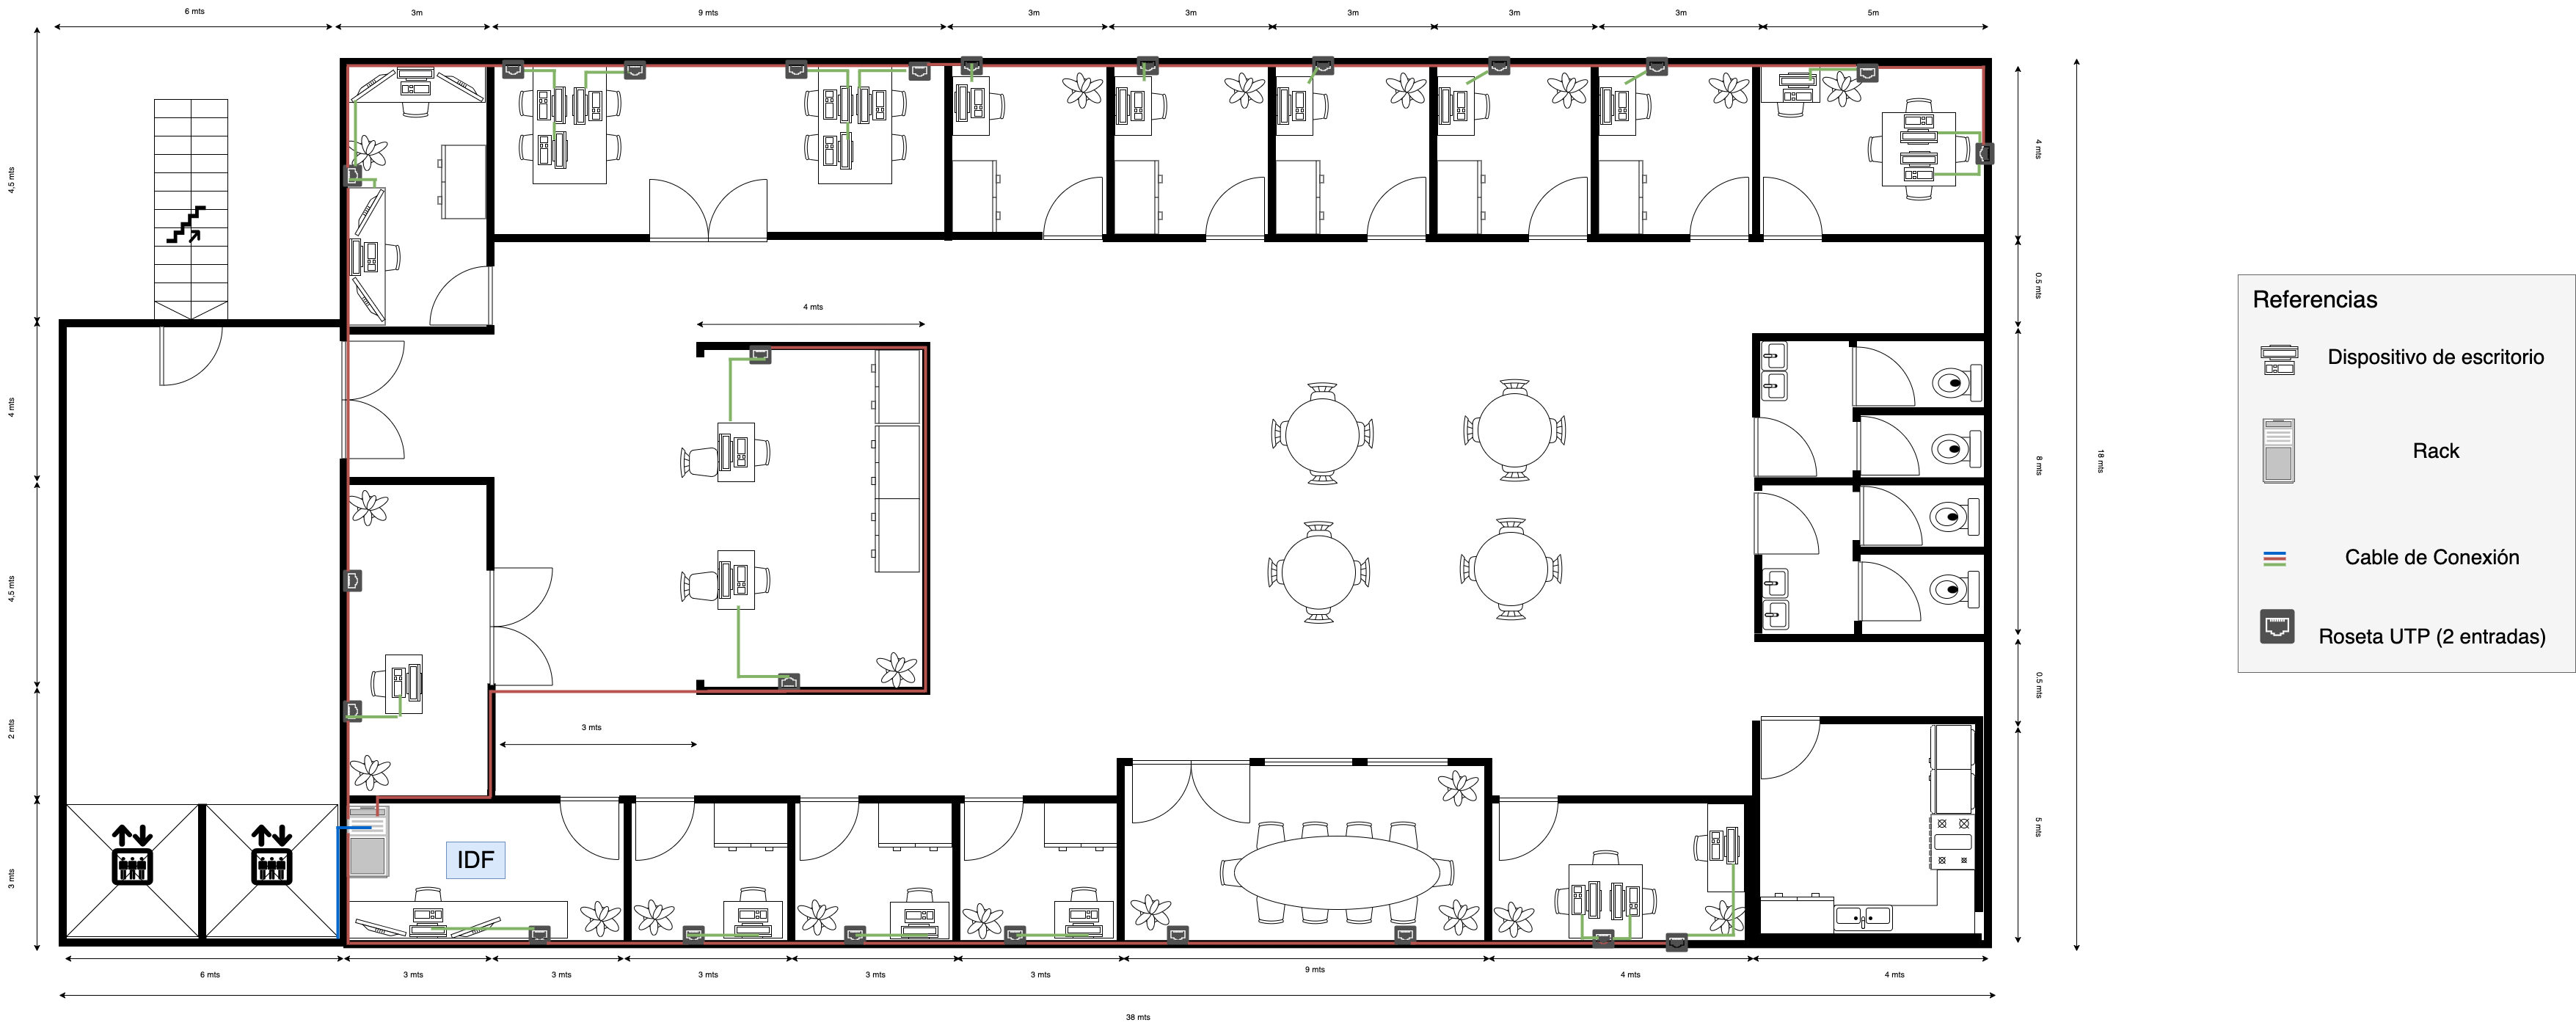 6 mts
3m
9 mts
3m
3m
3m
3m
3m
5m
4,5 mts
4 mts
4,5 mts
2 mts
3 mts
4 mts
0.5 mts
8 mts
0.5 mts
5 mts
18 mts
4 mts
3 mts
IDF
6 mts
3 mts
3 mts
3 mts
3 mts
3 mts
9 mts
4 mts
4 mts
38 mts
Referencias
Dispositivo de escritorio
Rack
Cable de Conexión
Roseta UTP (2 entradas)